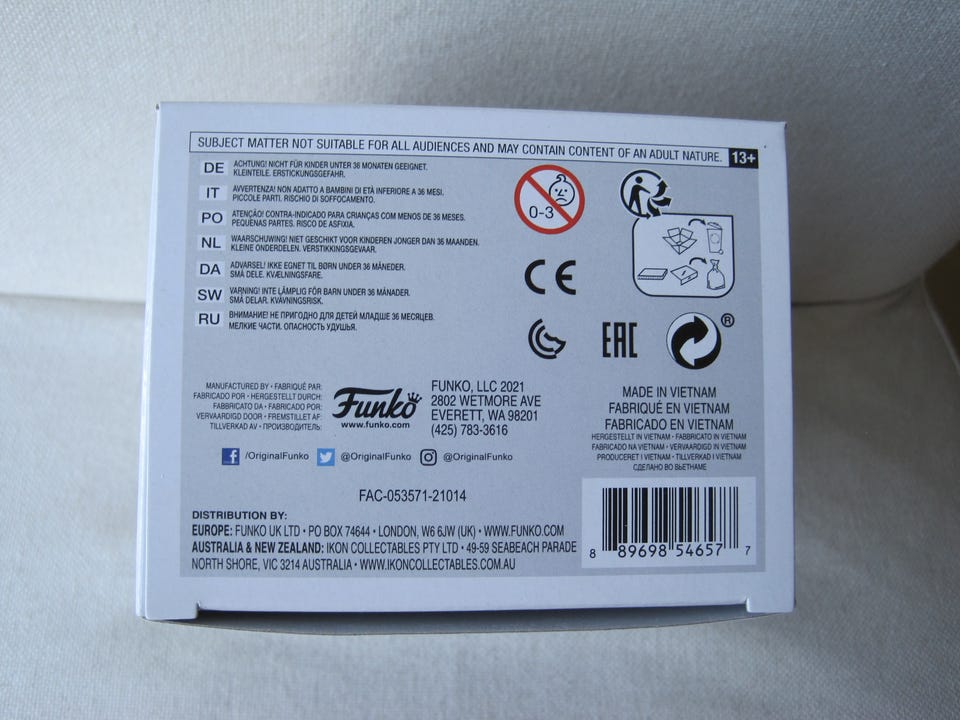 SUBJECT MATTER NOT SUITABLE FOR ALL AUDIENCES AND MAY CONTAIN CONTENT OF AN ADULT NATURE. 13+
DE ACHTUNG! NICHT FÜR KINDER UNTER 36 MONATEN GEEIGNET.
KLEINTEILE. ERSTICKUNGSGEFAHR.
IT AVVERTENZA! NON ADATTO A BAMBINI DI ETÀ INFERIORE A 36 MESI.
PICCOLE PARTI. RISCHIO DI SOFFOCAMENTO.
PO ATENÇÃO! CONTRA-INDICADO PARA CRIANÇAS COM MENOS DE 36 MESES.
PEQUENAS PARTES. RISCO DE ASFIXIA.
NL WAARSCHUWING! NIET GESCHIKT VOOR KINDEREN JONGER DAN 36 MAANDEN.
KLEINE ONDERDELEN. VERSTIKKINGSGEVAAR.
DA ADVARSEL! IKKE EGNET TIL BØRN UNDER 36 MÅNEDER.
SMÅ DELE. KVÆLNINGSFARE.
SW VARNING! INTE LÄMPLIG FÖR BARN UNDER 36 MÅNADER.
SMÅ DELAR. KVÄVNINGSRISK.
RU ВНИМАНИЕ! НЕ ПРИГОДНО ДЛЯ ДЕТЕЙ МЛАДШЕ 36 МЕСЯЦЕВ.
МЕЛКИЕ ЧАСТИ. ОПАСНОСТЬ УДУШЬЯ.
0-3
CE
EAC
®
MANUFACTURED BY • FABRIQUÉ PAR:
FABRICADO POR • HERGESTELLT DURCH:
FABBRICATO DA • FABRICADO POR:
VERVAARDIGD DOOR • FREMSTILLET AF:
TILLVERKAD AV • ПРОИЗВОДИТЕЛЬ:
Funko
www.funko.com
FUNKO, LLC 2021
2802 WETMORE AVE
EVERETT, WA 98201
(425) 783-3616
MADE IN VIETNAM
FABRIQUÉ EN VIETNAM
FABRICADO EN VIETNAM
HERGESTELLT IN VIETNAM • FABBRICATO IN VIETNAM
FABRICADO NA VIETNAM • VERVAARDIGD IN VIETNAM
PRODUCERET I VIETNAM • TILLVERKAD I VIETNAM
СДЕЛАНО ВО ВЬЕТНАМЕ
f /OriginalFunko @OriginalFunko @OriginalFunko
FAC-053571-21014
DISTRIBUTION BY:
EUROPE: FUNKO UK LTD • PO BOX 74644 • LONDON, W6 6JW (UK) • WWW.FUNKO.COM
AUSTRALIA & NEW ZEALAND: IKON COLLECTABLES PTY LTD • 49-59 SEABEACH PARADE
NORTH SHORE, VIC 3214 AUSTRALIA • WWW.IKONCOLLECTABLES.COM.AU
8 89698 54657 7